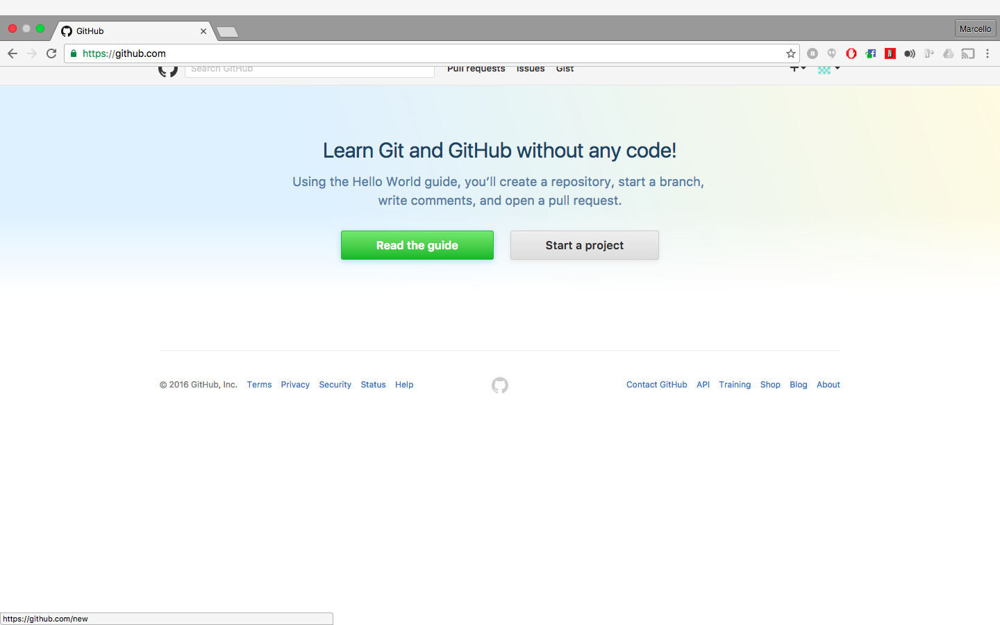 GitHub
Marcello
https://github.com
Search GitHub
Pull requests Issues Gist
Learn Git and GitHub without any code!
Using the Hello World guide, you’ll create a repository, start a branch,
write comments, and open a pull request.
Read the guide Start a project
© 2016 GitHub, Inc. Terms Privacy Security Status Help
Contact GitHub API Training Shop Blog About
https://github.com/new